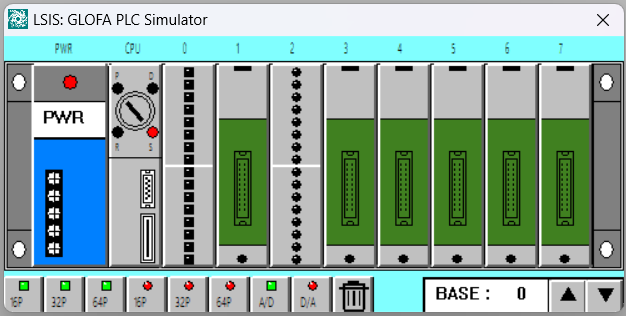 LSIS: GLOFA PLC Simulator
PWR CPU 0 1 2 3 4 5 6 7
P D
PWR
R S
16P 32P 64P 16P 32P 64P A/D D/A BASE : 0